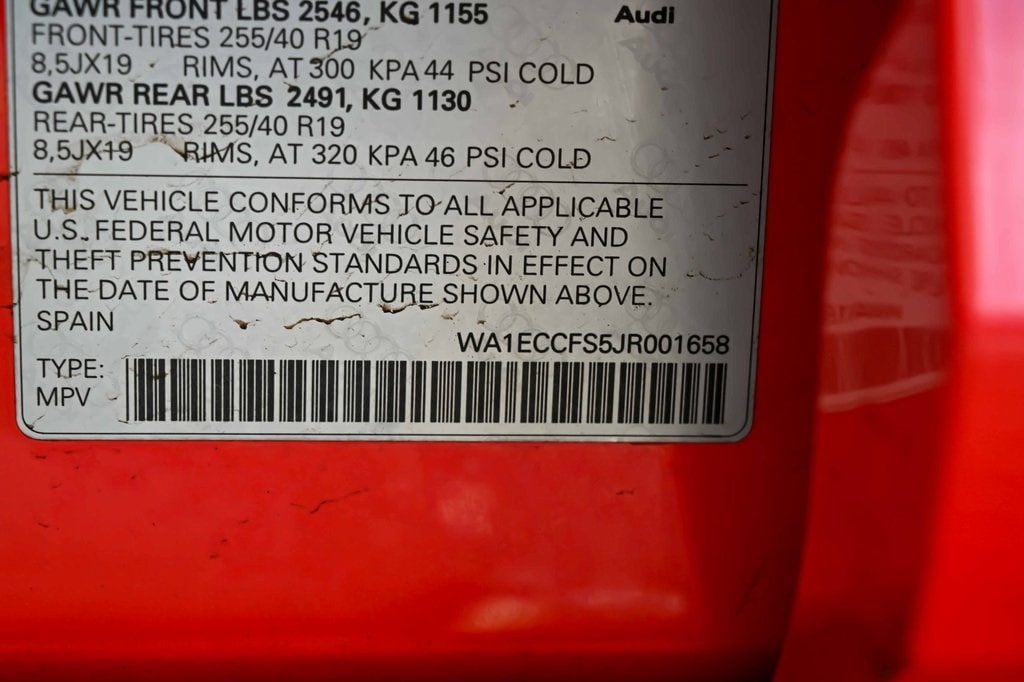 GAWR FRONT LBS 2546, KG 1155
Audi
FRONT-TIRES 255/40 R19
8,5JX19 RIMS, AT 300 KPA 44 PSI COLD
GAWR REAR LBS 2491, KG 1130
REAR-TIRES 255/40 R19
8,5JX19 RIMS, AT 320 KPA 46 PSI COLD
THIS VEHICLE CONFORMS TO ALL APPLICABLE
U.S. FEDERAL MOTOR VEHICLE SAFETY AND
THEFT PREVENTION STANDARDS IN EFFECT ON
THE DATE OF MANUFACTURE SHOWN ABOVE.
SPAIN
WA1ECCFS5JR001658
TYPE:
MPV